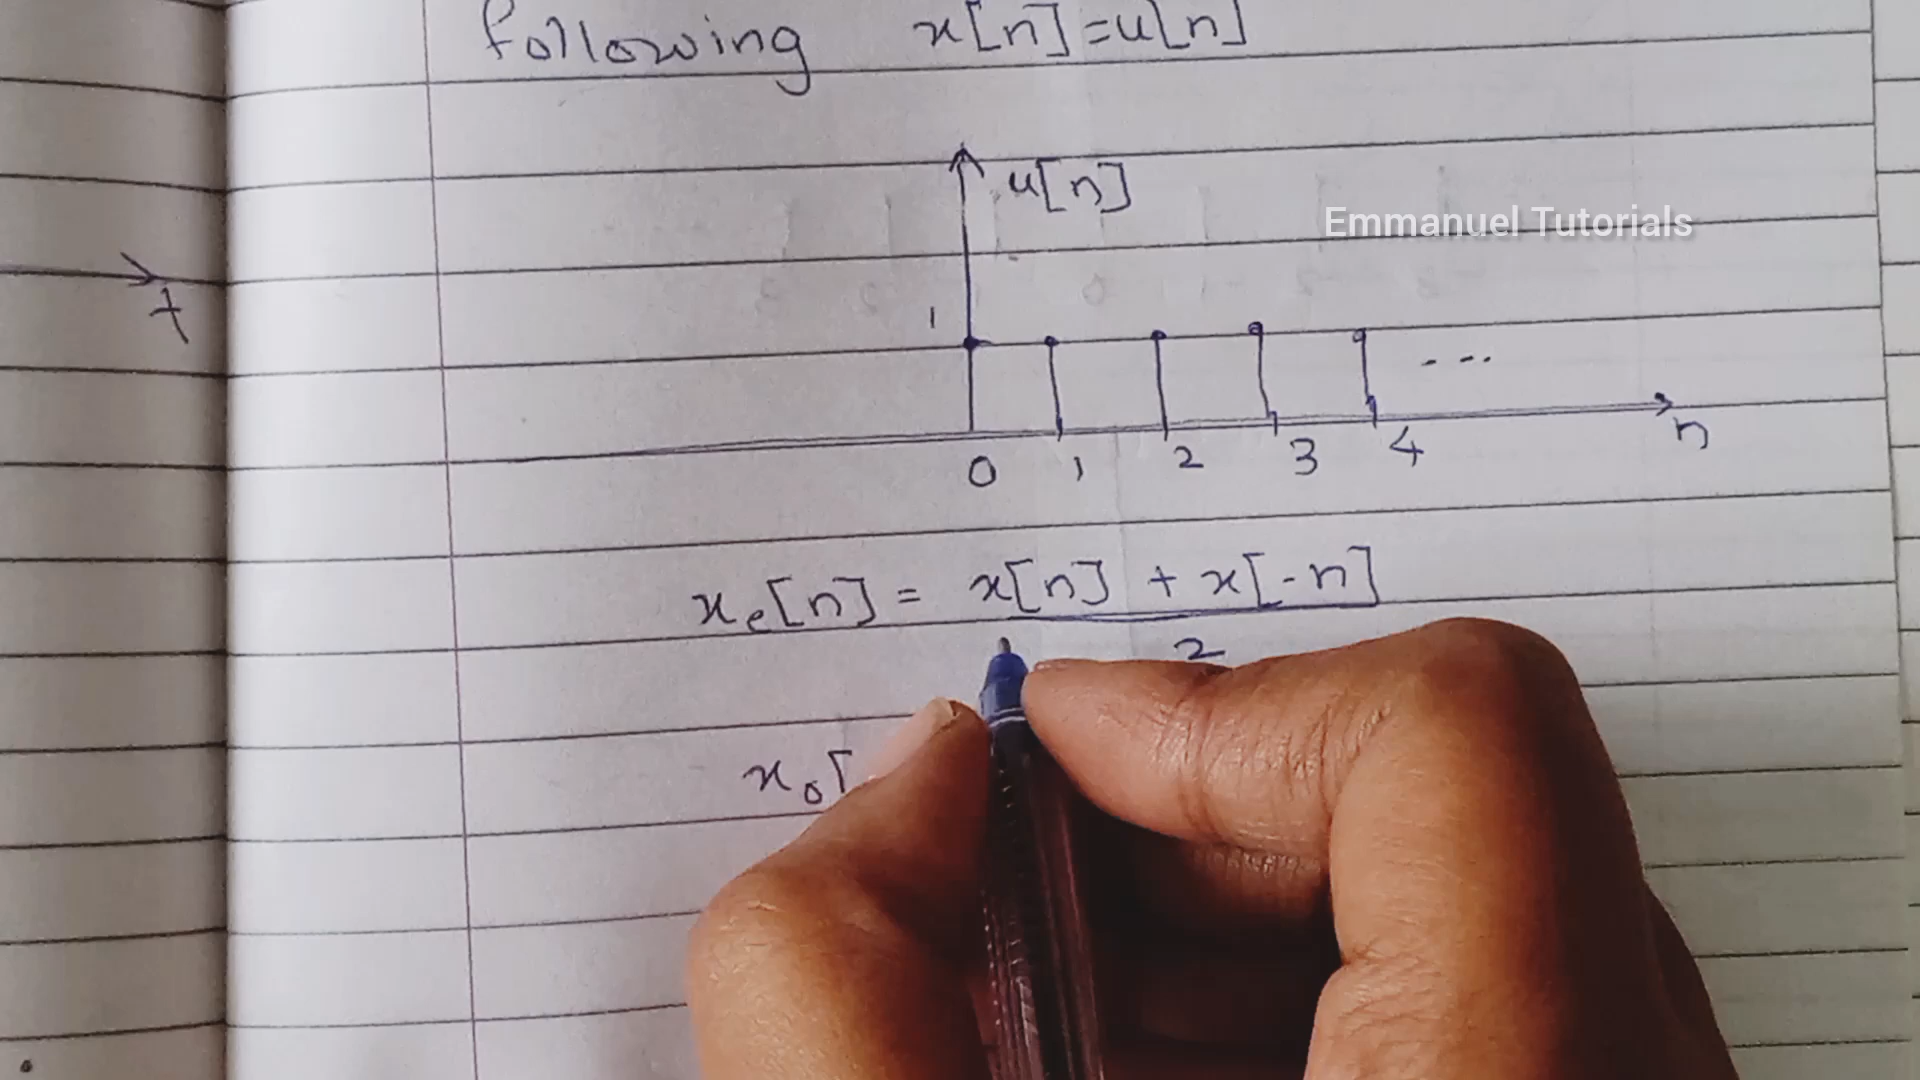 following x[n]=u[n]
u[n]
Emmanuel Tutorials
t
1
...
0 1 2 3 4 n
xe[n] = x[n] + x[-n]
2
xo[